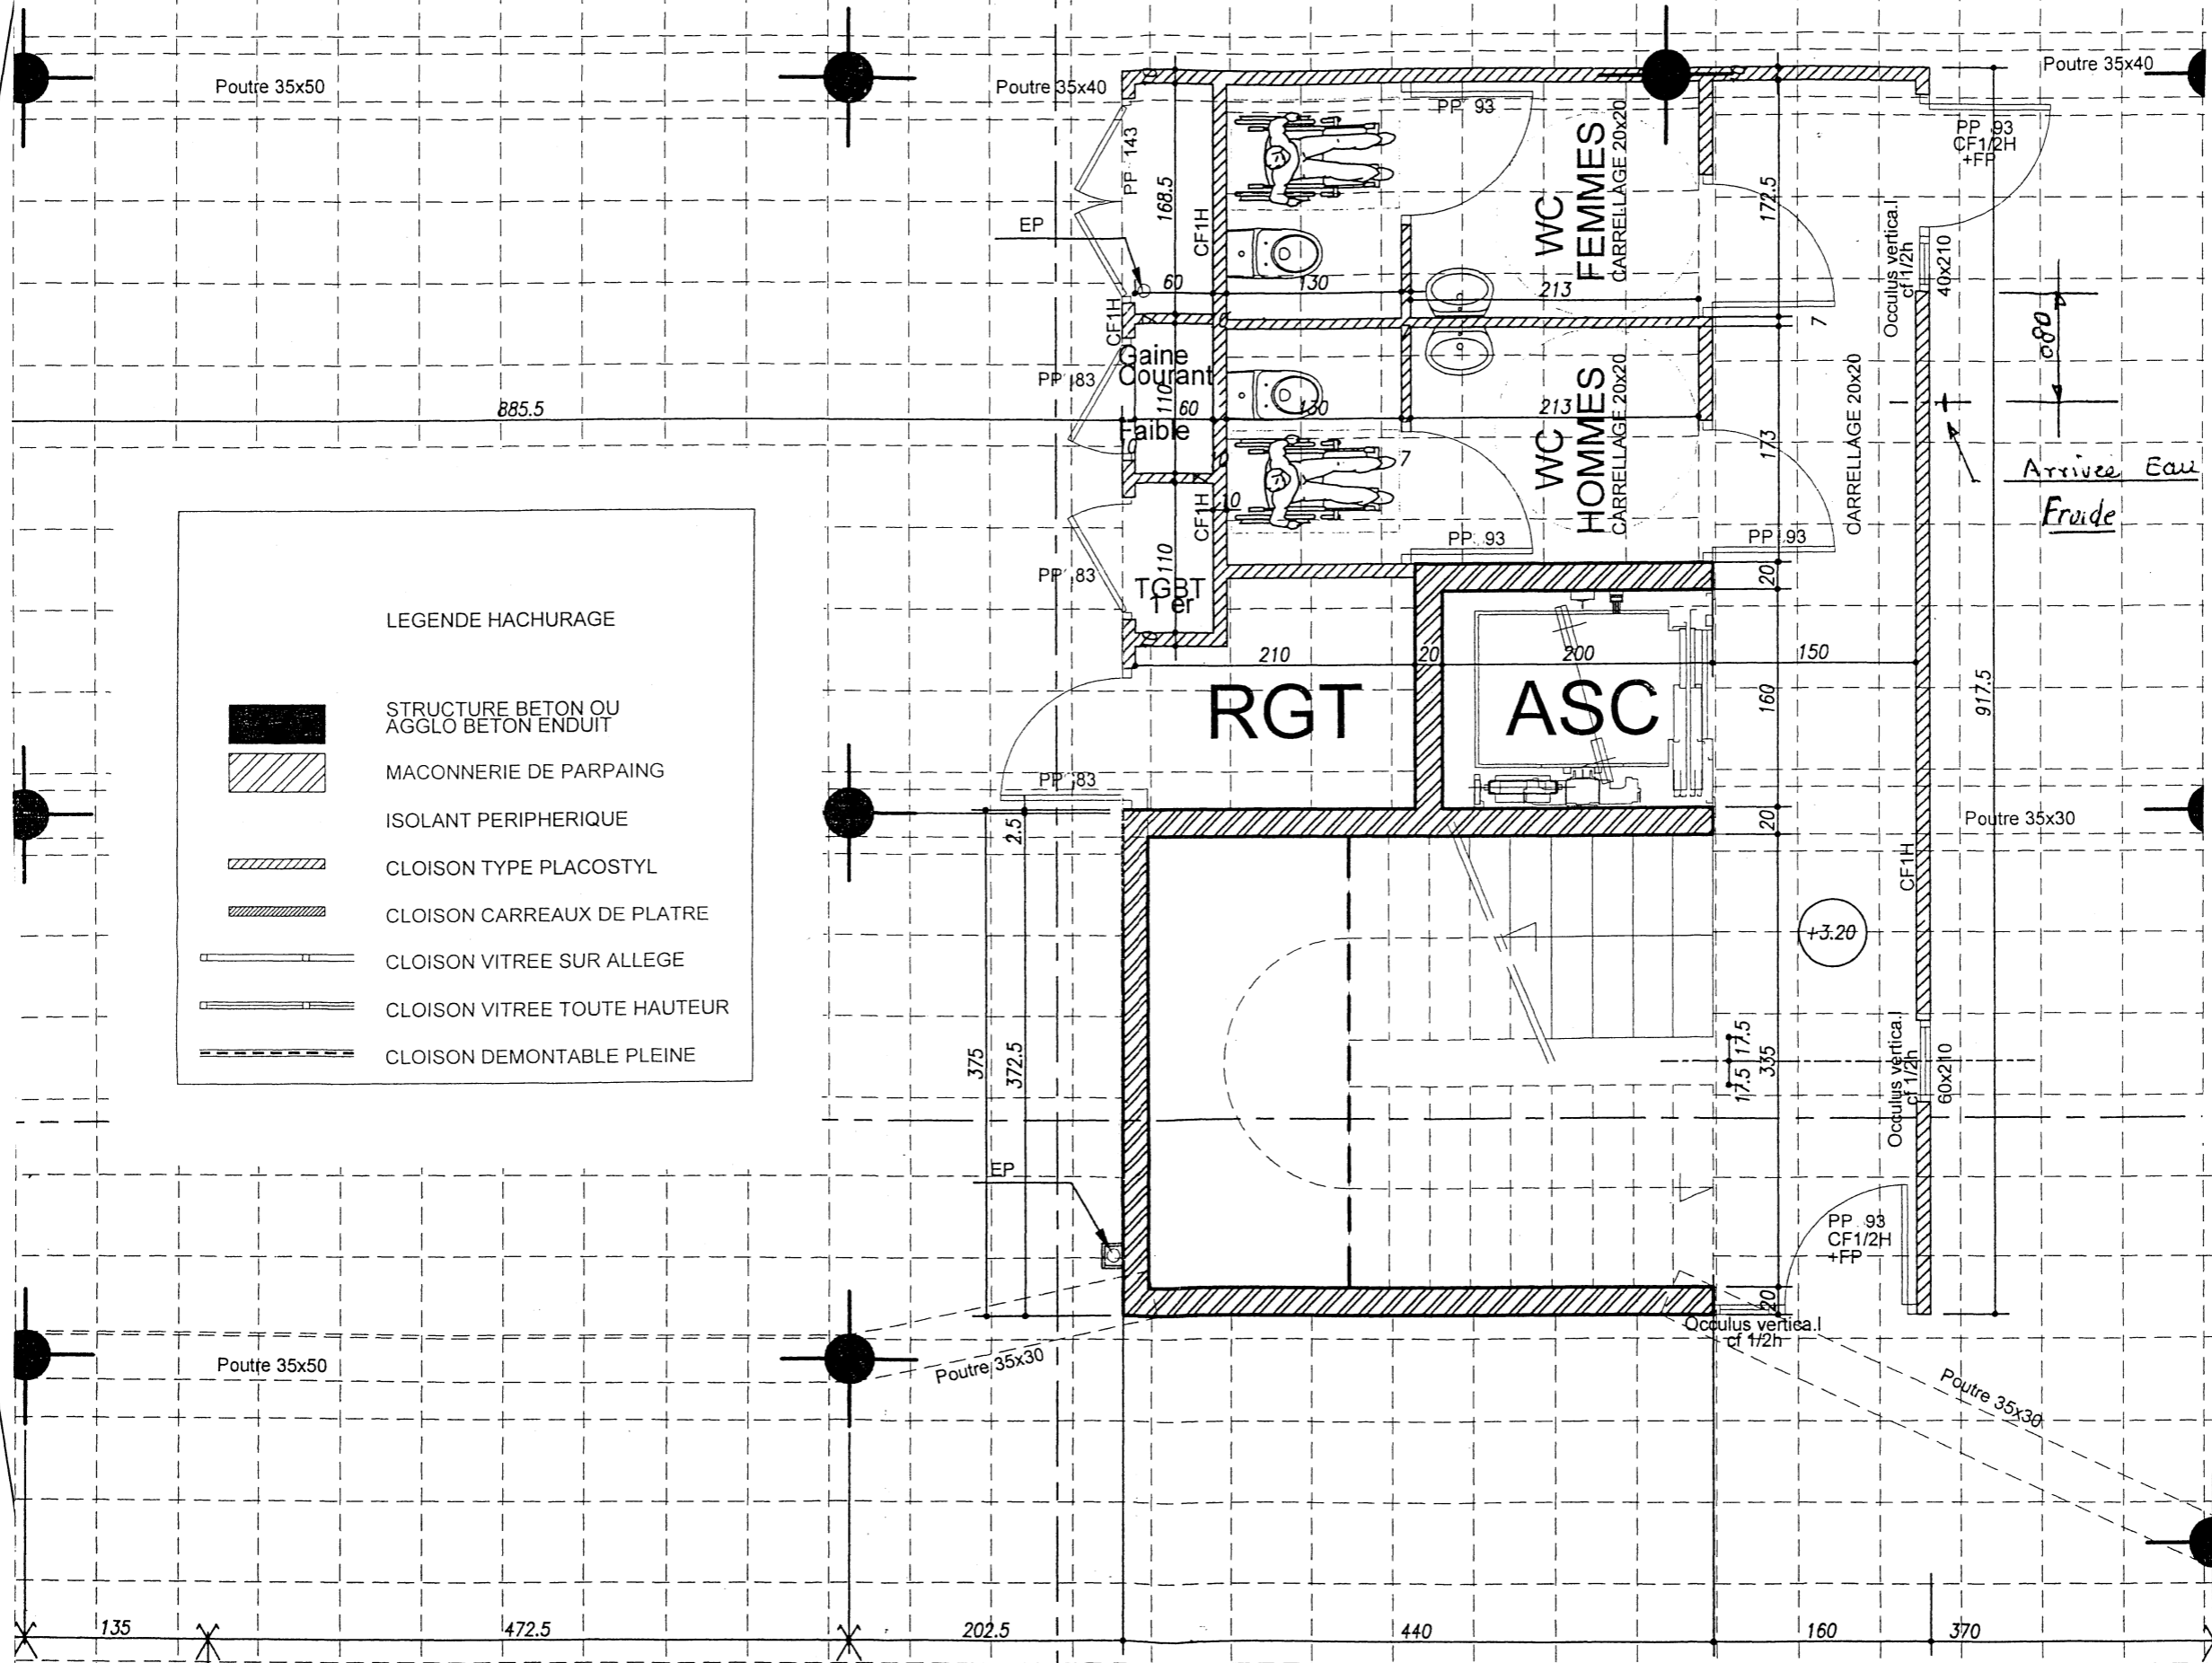 Poutre 35x50
Poutre 35x40
Poutre 35x40
PP 93
PP 93
CF1/2H
+FP
PP 143
168.5
CF1H
WC
FEMMES
CARRELLAGE 20x20
172.5
Occulus vertica.l
cf 1/2h
40x210
EP
60
130
213
7
080
CF1H
Gaine
Courant
Faible
110
PP 83
885.5
60
130
213
WC
HOMMES
CARRELLAGE 20x20
173
CARRELLAGE 20x20
7
Arrivée Eau
Froide
10
CF1H
PP 93
PP 93
110
PP 83
TGBT
1 er
20
LEGENDE HACHURAGE
STRUCTURE BETON OU
AGGLO BETON ENDUIT
MACONNERIE DE PARPAING
ISOLANT PERIPHERIQUE
CLOISON TYPE PLACOSTYL
CLOISON CARREAUX DE PLATRE
CLOISON VITREE SUR ALLEGE
CLOISON VITREE TOUTE HAUTEUR
CLOISON DEMONTABLE PLEINE
210
20
200
150
RGT
ASC
160
917.5
PP 83
2.5
20
Poutre 35x30
CF1H
+3.20
375
372.5
17.5
17.5
335
Occulus vertica.l
cf 1/2h
60x210
EP
PP 93
CF1/2H
+FP
20
Occulus vertica.l
cf 1/2h
Poutre 35x50
Poutre 35x30
Poutre 35x30
135
472.5
202.5
440
160
370